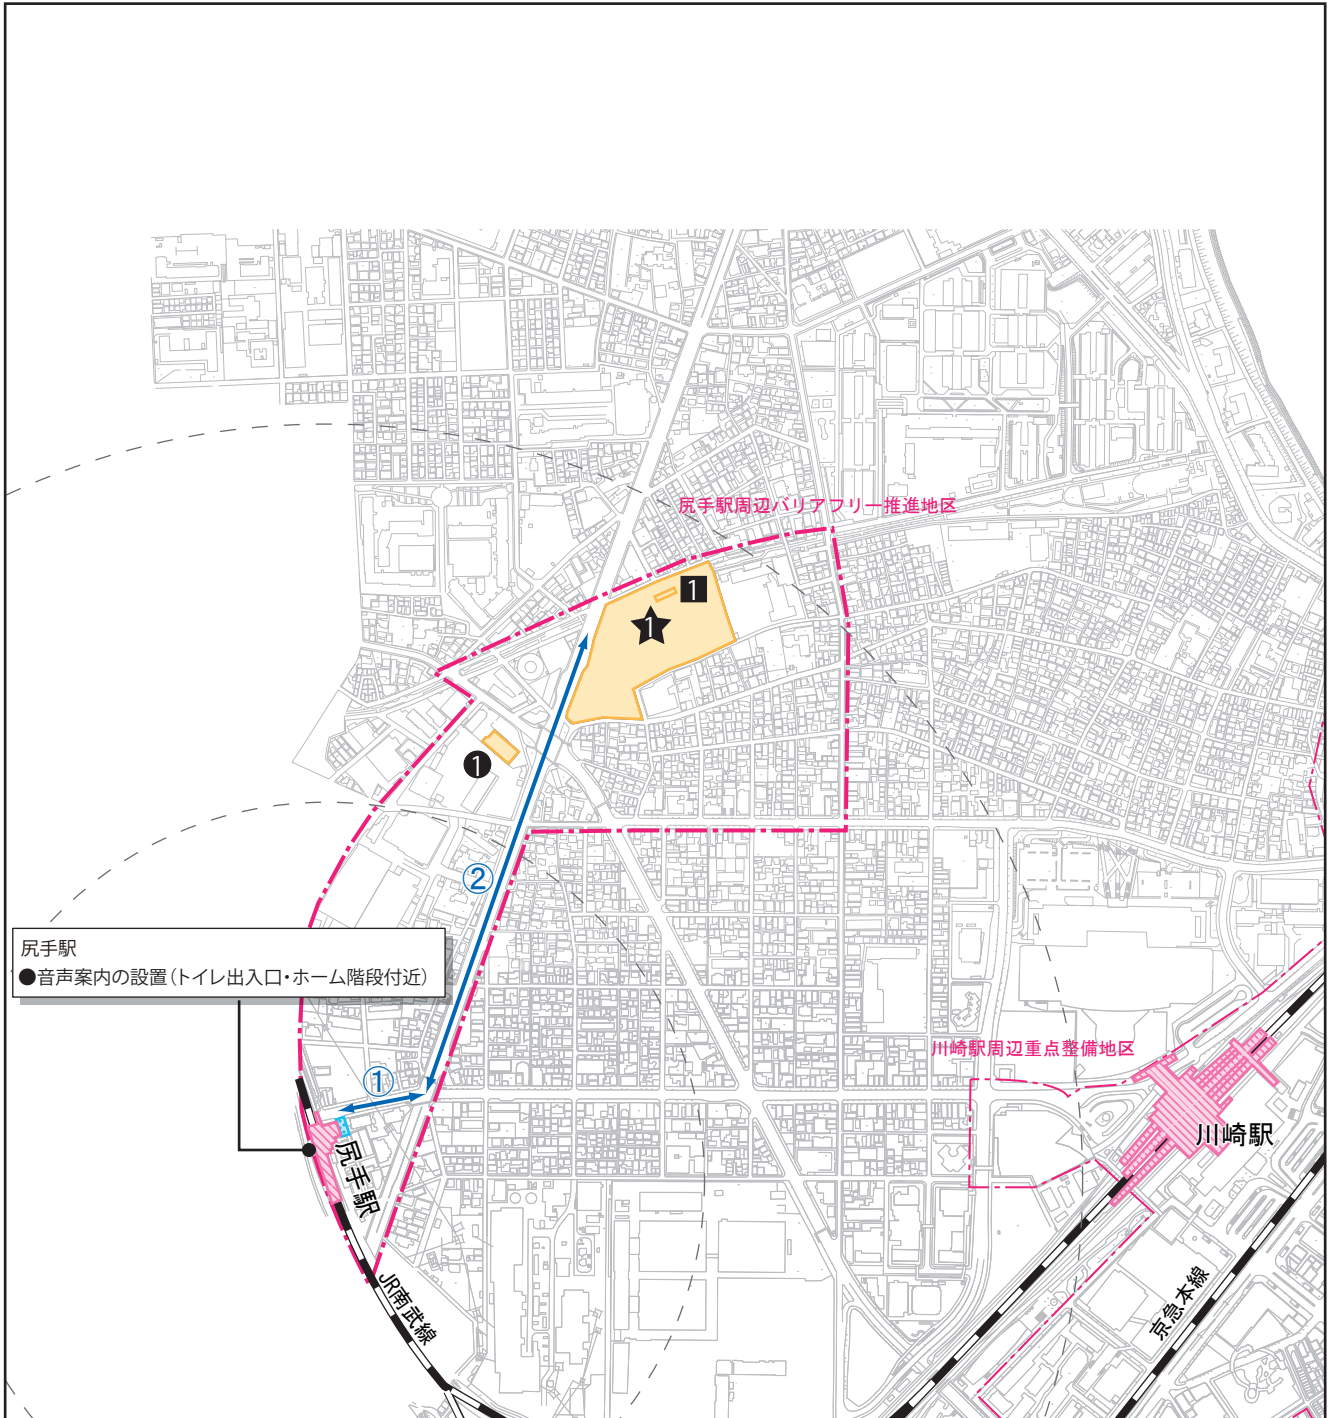 尻手駅周辺バリアフリー推進地区
1
1
1
②
尻手駅
●音声案内の設置(トイレ出入口・ホーム階段付近)
①
川崎駅周辺重点整備地区
川崎駅
尻手駅
JR南武線
京急本線